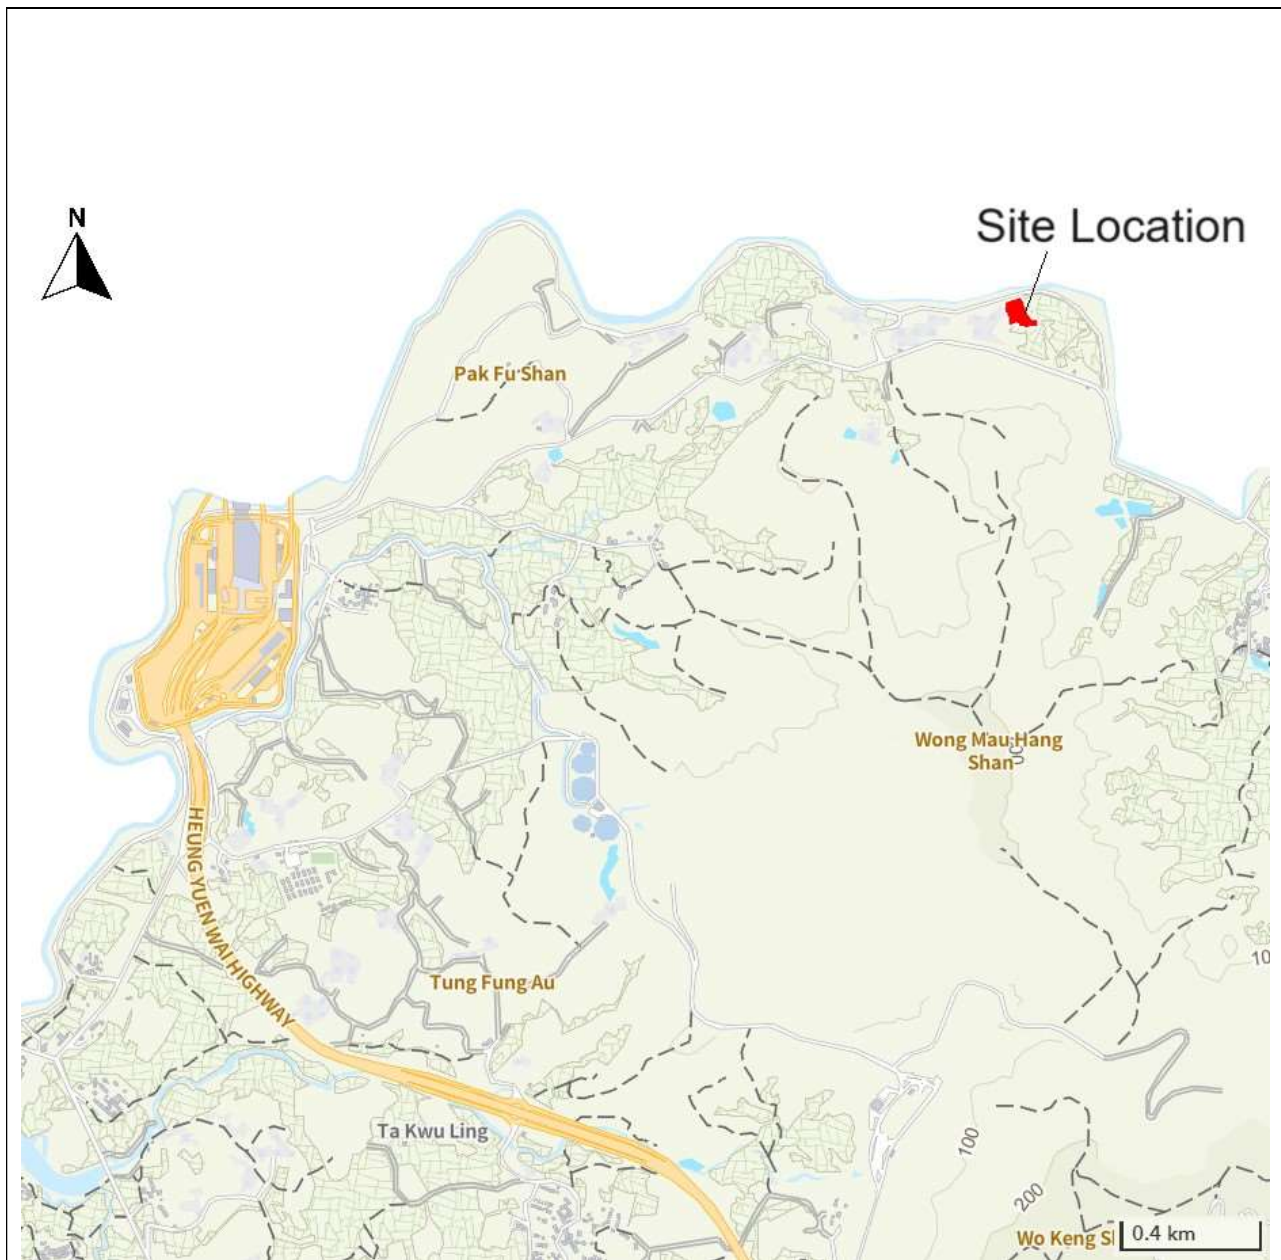 N
Site Location
Pak Fu Shan
Wong Mau Hang
Shan
HEUNG YUEN WAI HIGHWAY
Tung Fung Au
Ta Kwu Ling
100
200
0.4 km